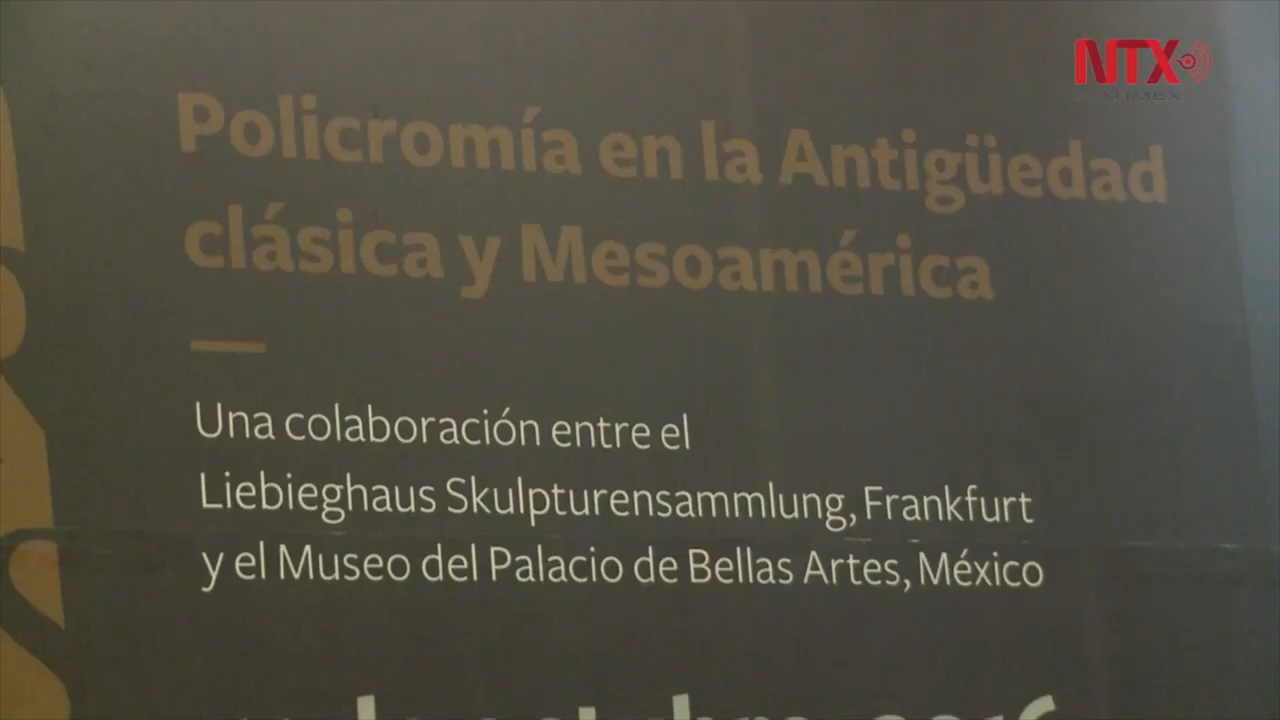 NTX
NOTIMEX
Policromía en la Antigüedad
clásica y Mesoamérica
Una colaboración entre el
Liebieghaus Skulpturensammlung, Frankfurt
y el Museo del Palacio de Bellas Artes, México